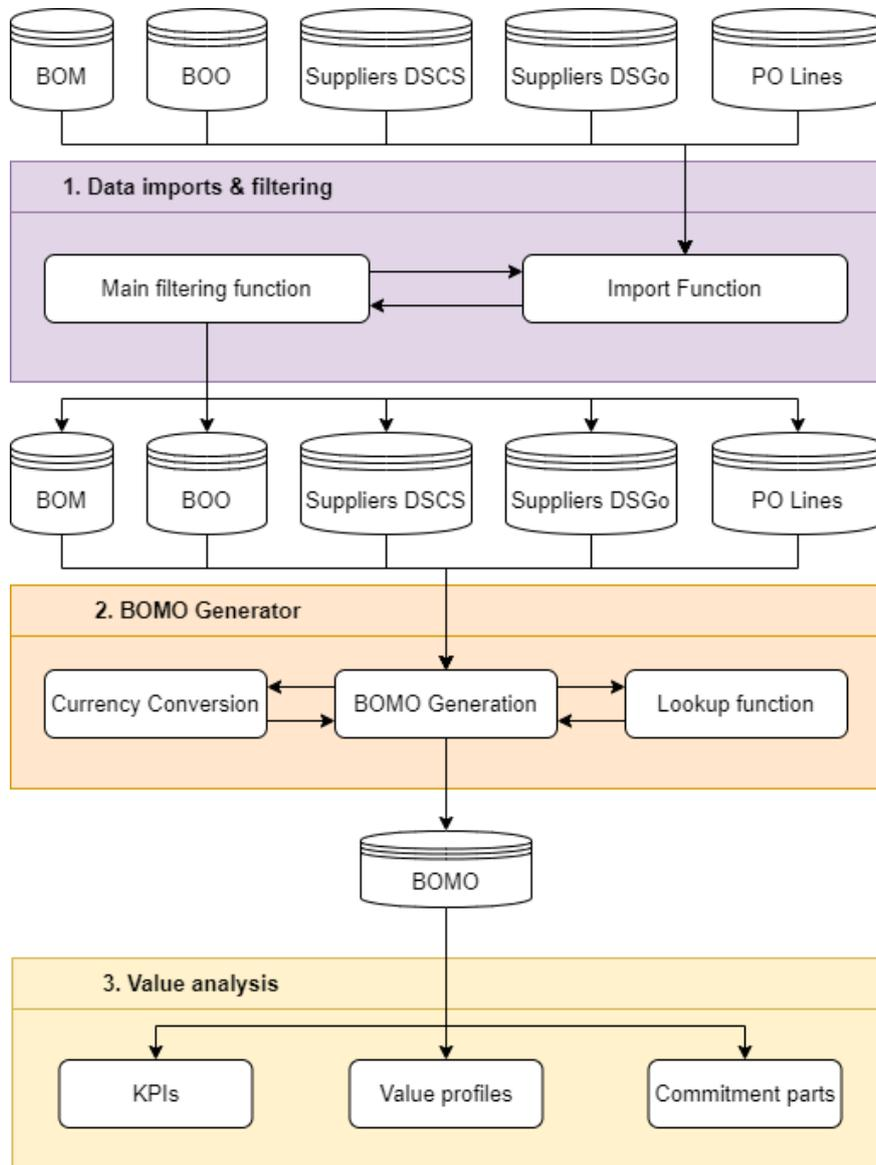 BOM
BOO
Suppliers DSCS
Suppliers DSGo
PO Lines
1. Data imports & filtering
Main filtering function
Import Function
BOM
BOO
Suppliers DSCS
Suppliers DSGo
PO Lines
2. BOMO Generator
Currency Conversion
BOMO Generation
Lookup function
BOMO
3. Value analysis
KPIs
Value profiles
Commitment parts